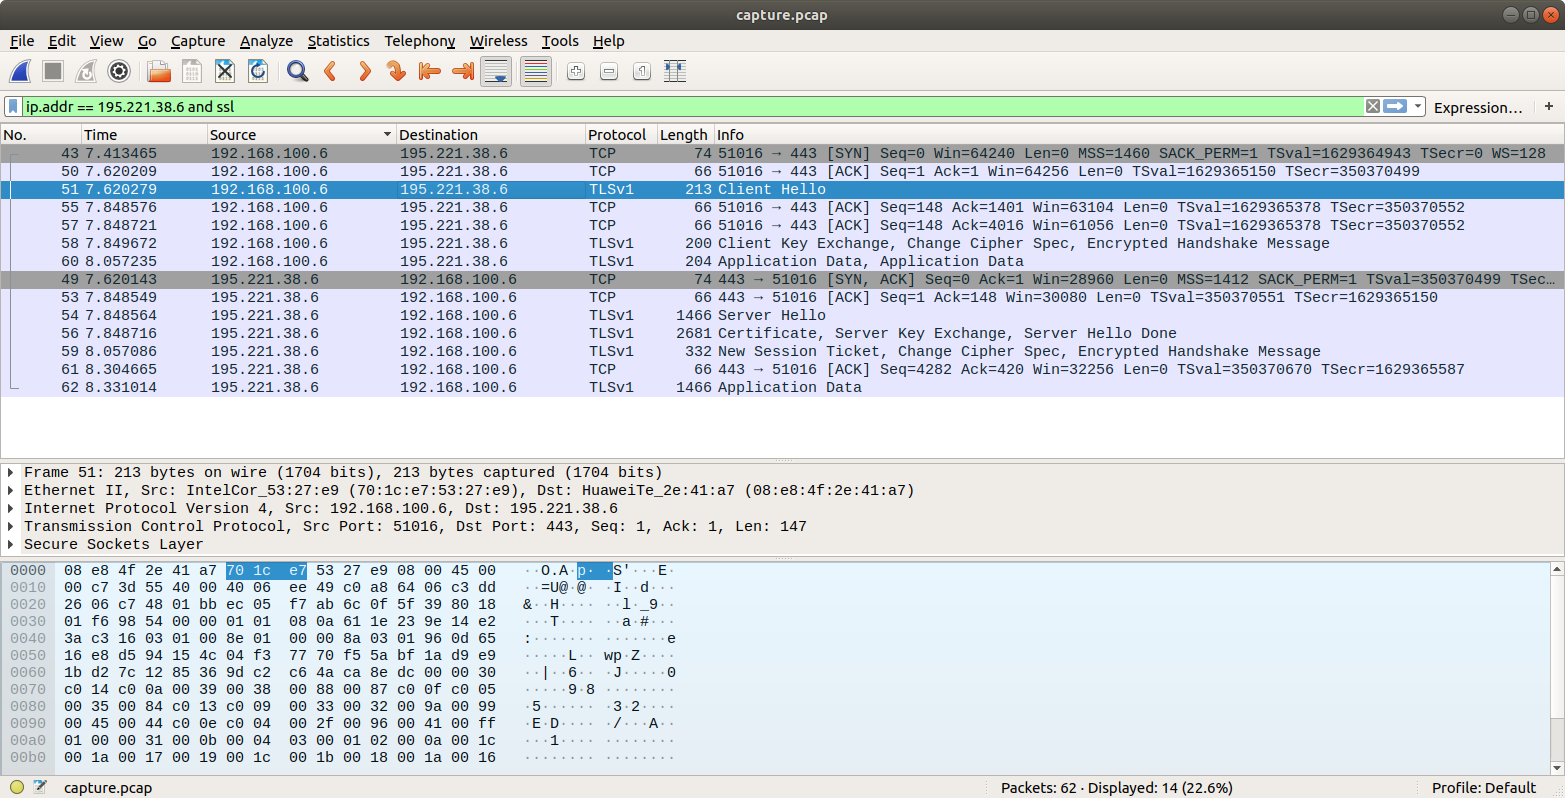 capture.pcap
File Edit View Go Capture Analyze Statistics Telephony Wireless Tools Help
ip.addr == 195.221.38.6 and ssl Expression… +
No. Time Source Destination Protocol Length Info
43 7.413465 192.168.100.6 195.221.38.6 TCP 74 51016 → 443 [SYN] Seq=0 Win=64240 Len=0 MSS=1460 SACK_PERM=1 TSval=1629364943 TSecr=0 WS=128
50 7.620209 192.168.100.6 195.221.38.6 TCP 66 51016 → 443 [ACK] Seq=1 Ack=1 Win=64256 Len=0 TSval=1629365150 TSecr=350370499
51 7.620279 192.168.100.6 195.221.38.6 TLSv1 213 Client Hello
55 7.848576 192.168.100.6 195.221.38.6 TCP 66 51016 → 443 [ACK] Seq=148 Ack=1401 Win=63104 Len=0 TSval=1629365378 TSecr=350370552
57 7.848721 192.168.100.6 195.221.38.6 TCP 66 51016 → 443 [ACK] Seq=148 Ack=4016 Win=61056 Len=0 TSval=1629365378 TSecr=350370552
58 7.849672 192.168.100.6 195.221.38.6 TLSv1 200 Client Key Exchange, Change Cipher Spec, Encrypted Handshake Message
60 8.057235 192.168.100.6 195.221.38.6 TLSv1 204 Application Data, Application Data
49 7.620143 195.221.38.6 192.168.100.6 TCP 74 443 → 51016 [SYN, ACK] Seq=0 Ack=1 Win=28960 Len=0 MSS=1412 SACK_PERM=1 TSval=350370499 TSec…
53 7.848549 195.221.38.6 192.168.100.6 TCP 66 443 → 51016 [ACK] Seq=1 Ack=148 Win=30080 Len=0 TSval=350370551 TSecr=1629365150
54 7.848564 195.221.38.6 192.168.100.6 TLSv1 1466 Server Hello
56 7.848716 195.221.38.6 192.168.100.6 TLSv1 2681 Certificate, Server Key Exchange, Server Hello Done
59 8.057086 195.221.38.6 192.168.100.6 TLSv1 332 New Session Ticket, Change Cipher Spec, Encrypted Handshake Message
61 8.304665 195.221.38.6 192.168.100.6 TCP 66 443 → 51016 [ACK] Seq=4282 Ack=420 Win=32256 Len=0 TSval=350370670 TSecr=1629365587
62 8.331014 195.221.38.6 192.168.100.6 TLSv1 1466 Application Data
Frame 51: 213 bytes on wire (1704 bits), 213 bytes captured (1704 bits)
Ethernet II, Src: IntelCor_53:27:e9 (70:1c:e7:53:27:e9), Dst: HuaweiTe_2e:41:a7 (08:e8:4f:2e:41:a7)
Internet Protocol Version 4, Src: 192.168.100.6, Dst: 195.221.38.6
Transmission Control Protocol, Src Port: 51016, Dst Port: 443, Seq: 1, Ack: 1, Len: 147
Secure Sockets Layer
0000 08 e8 4f 2e 41 a7 70 1c e7 53 27 e9 08 00 45 00 ··O.A·p· ·S'···E·
0010 00 c7 3d 55 40 00 40 06 ee 49 c0 a8 64 06 c3 dd ··=U@·@· ·I··d···
0020 26 06 c7 48 01 bb ec 05 f7 ab 6c 0f 5f 39 80 18 &··H···· ··l·_9··
0030 01 f6 98 54 00 00 01 01 08 0a 61 1e 23 9e 14 e2 ···T···· ··a·#···
0040 3a c3 16 03 01 00 8e 01 00 00 8a 03 01 96 0d 65 :······· ·······e
0050 16 e8 d5 94 15 4c 04 f3 77 70 f5 5a bf 1a d9 e9 ·····L·· wp·Z····
0060 1b d2 7c 12 85 36 9d c2 c6 4a ca 8e dc 00 00 30 ··|··6·· ·J·····0
0070 c0 14 c0 0a 00 39 00 38 00 88 00 87 c0 0f c0 05 ·····9·8 ········
0080 00 35 00 84 c0 13 c0 09 00 33 00 32 00 9a 00 99 ·5······ ·3·2····
0090 00 45 00 44 c0 0e c0 04 00 2f 00 96 00 41 00 ff ·E·D···· ·/···A··
00a0 01 00 00 31 00 0b 00 04 03 00 01 02 00 0a 00 1c ···1···· ········
00b0 00 1a 00 17 00 19 00 1c 00 1b 00 18 00 1a 00 16 ········ ········
capture.pcap Packets: 62 · Displayed: 14 (22.6%) Profile: Default